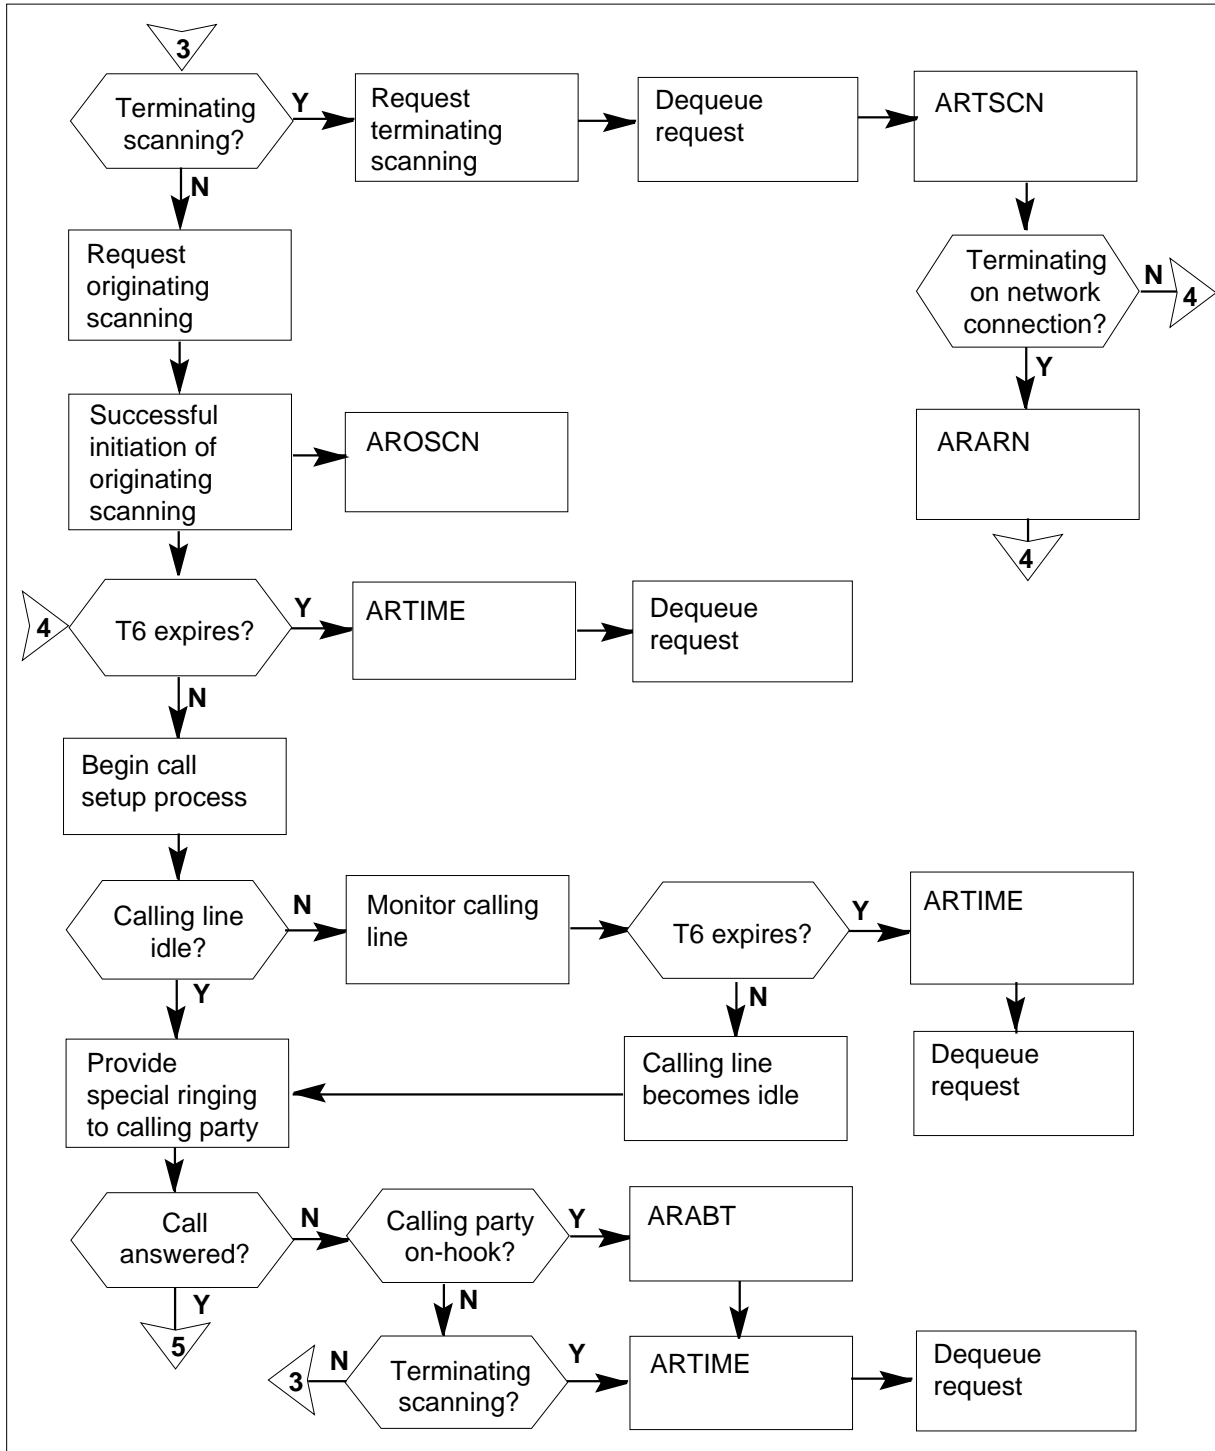 3
Terminating
scanning?
Y
Request
terminating
scanning
Dequeue
request
ARTSCN
N
Request
originating
scanning
Terminating
on network
connection?
N
4
Y
Successful
initiation of
originating
scanning
AROSCN
ARARN
4
4
T6 expires?
Y
ARTIME
Dequeue
request
N
Begin call
setup process
Calling line
idle?
N
Monitor calling
line
T6 expires?
Y
ARTIME
Y
N
Provide
special ringing
to calling party
Calling line
becomes idle
Dequeue
request
Call
answered?
N
Calling party
on-hook?
Y
ARABT
Y
5
N
3
N
Terminating
scanning?
Y
ARTIME
Dequeue
request